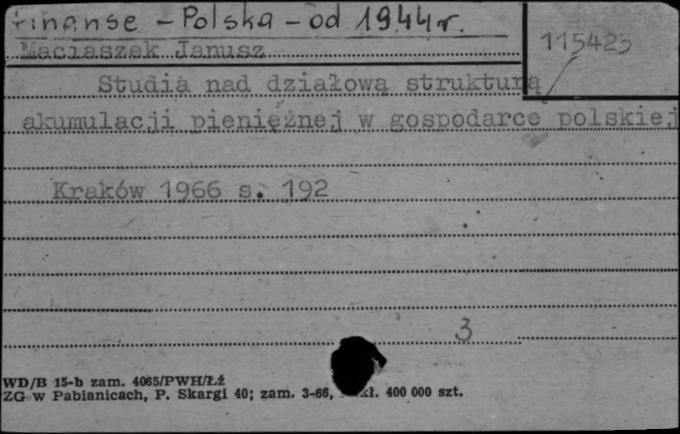 Finanse - Polska - od 1944 r.
Maciaszek Janusz
115423
Studia nad działową strukturą
akumulacji pieniężnej w gospodarce polskiej
Kraków 1966 s. 192
3
WD/B 15-b zam. 4065/PWH/Łź
ZG w Pabianicach, P. Skargi 40; zam. 3-66, 400 000 szt.